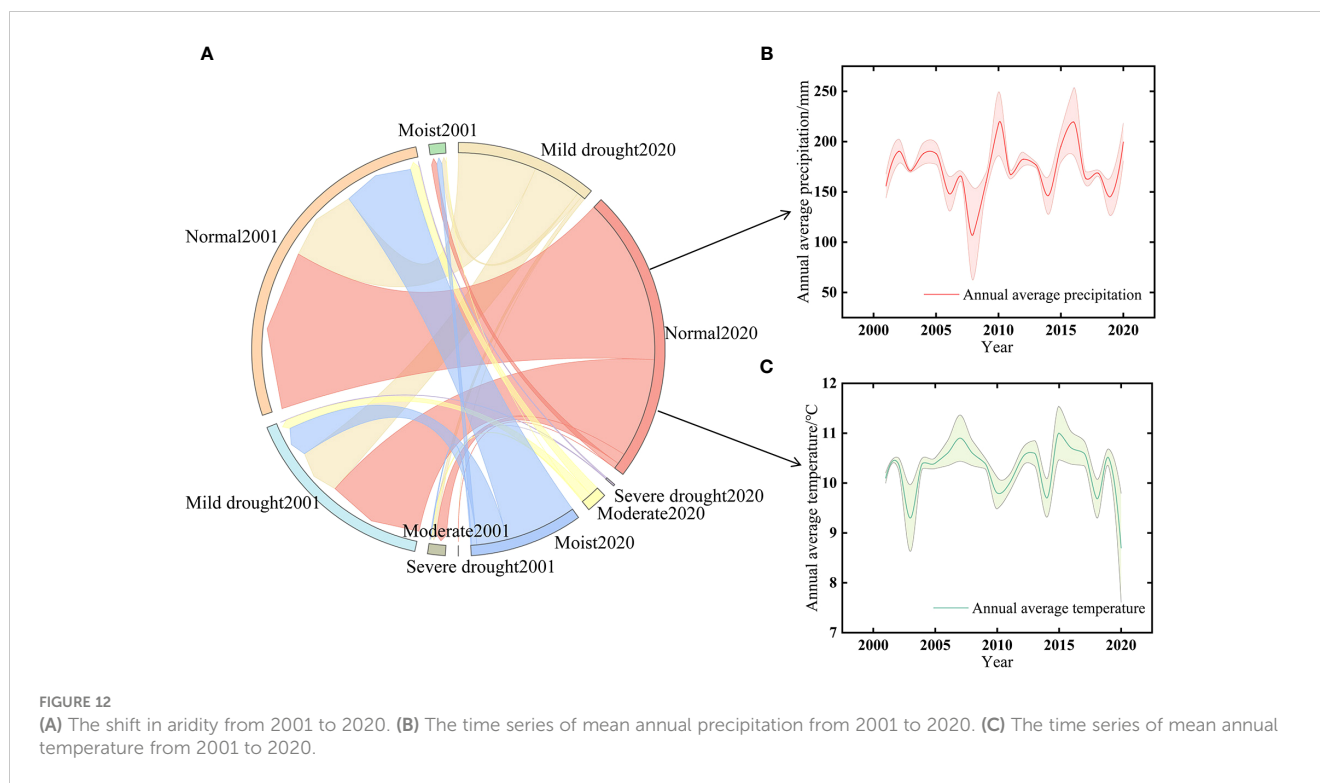 A
Moist2001
Mild drought2020
Normal2001
Normal2020
Mild drought2001
Moderate2001
Severe drought2001
Moist2020
Moderate2020
Severe drought2020
B
Annual average precipitation/mm
250
200
150
100
50
Annual average precipitation
2000 2005 2010 2015 2020
Year
C
Annual average temperature/°C
12
11
10
9
8
7
Annual average temperature
2000 2005 2010 2015 2020
Year
FIGURE 12
(A) The shift in aridity from 2001 to 2020. (B) The time series of mean annual precipitation from 2001 to 2020. (C) The time series of mean annual
temperature from 2001 to 2020.